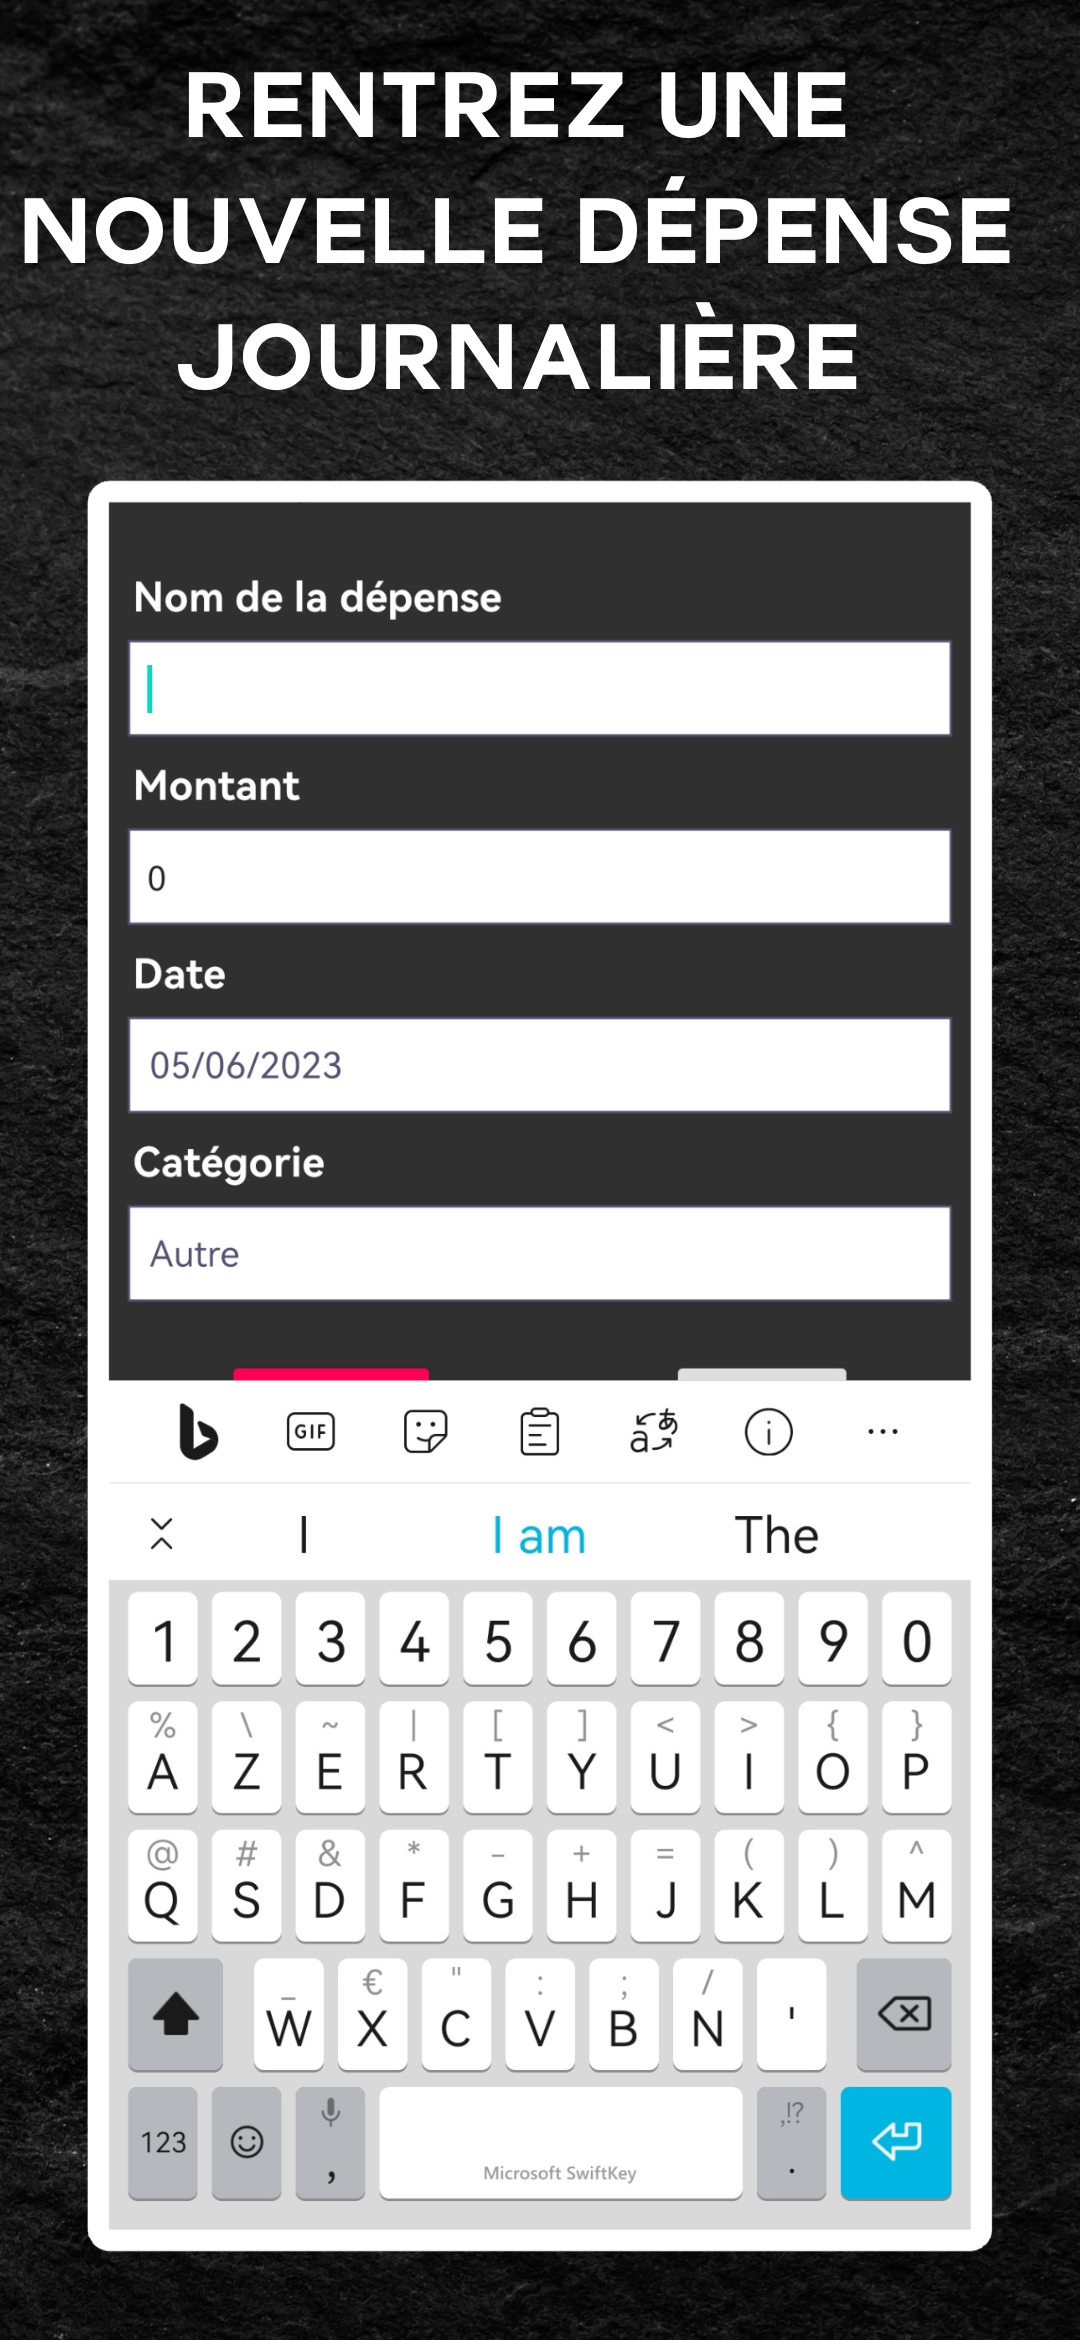 RENTREZ UNE
NOUVELLE DÉPENSE
JOURNALIÈRE
Nom de la dépense
Montant
0
Date
05/06/2023
Catégorie
Autre
GIF
I I am The
1 2 3 4 5 6 7 8 9 0
% \ ~ | [ ] < > { }
A Z E R T Y U I O P
@ # & * - + = ( ) ^
Q S D F G H J K L M
_ € " : ; /
W X C V B N '
,!?
123 , Microsoft SwiftKey .